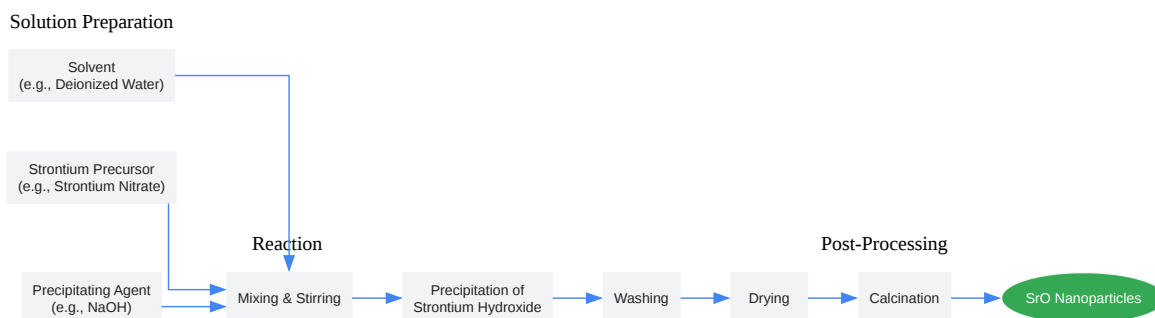 Solution Preparation
Solvent
(e.g., Deionized Water)
Strontium Precursor
(e.g., Strontium Nitrate)
Reaction
Post-Processing
Precipitating Agent
(e.g., NaOH)
Mixing & Stirring
Precipitation of
Strontium Hydroxide
Washing
Drying
Calcination
SrO Nanoparticles